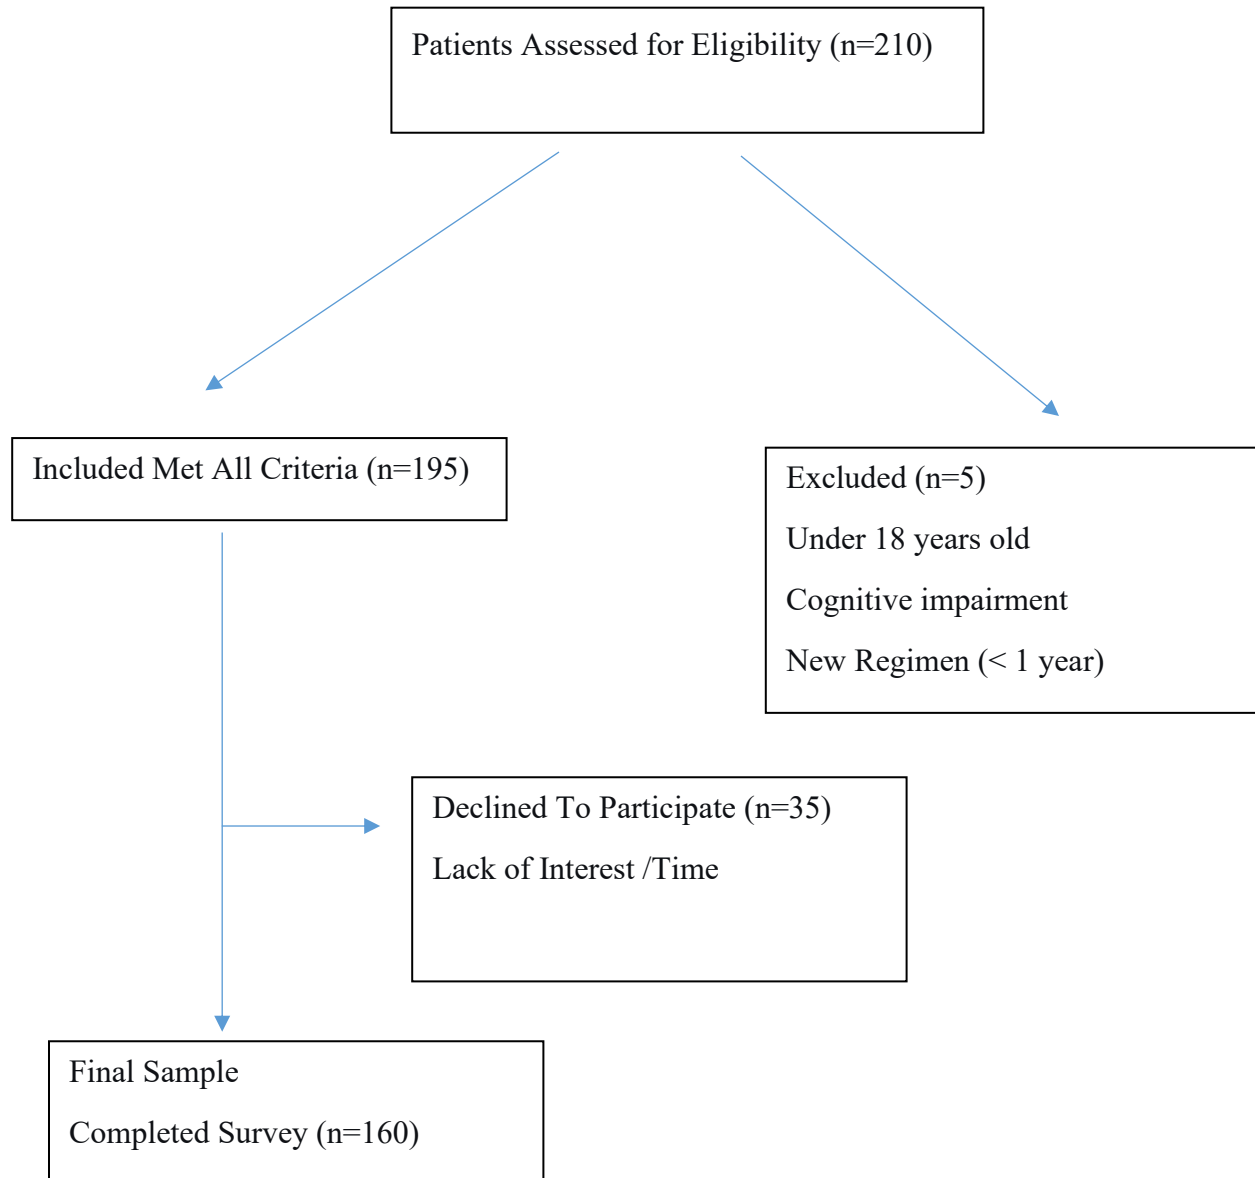 Patients Assessed for Eligibility (n=210)
Included Met All Criteria (n=195)
Excluded (n=5)
Under 18 years old
Cognitive impairment
New Regimen (< 1 year)
Declined To Participate (n=35)
Lack of Interest /Time
Final Sample
Completed Survey (n=160)